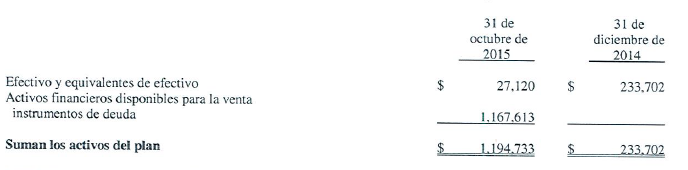 31 de 31 de
octubre de diciembre de
2015 2014
Efectivo y equivalentes de efectivo $ 27,120 $ 233,702
Activos financieros disponibles para la venta
instrumentos de deuda 1,167,613
Suman los activos del plan $ 1,194,733 $ 233,702